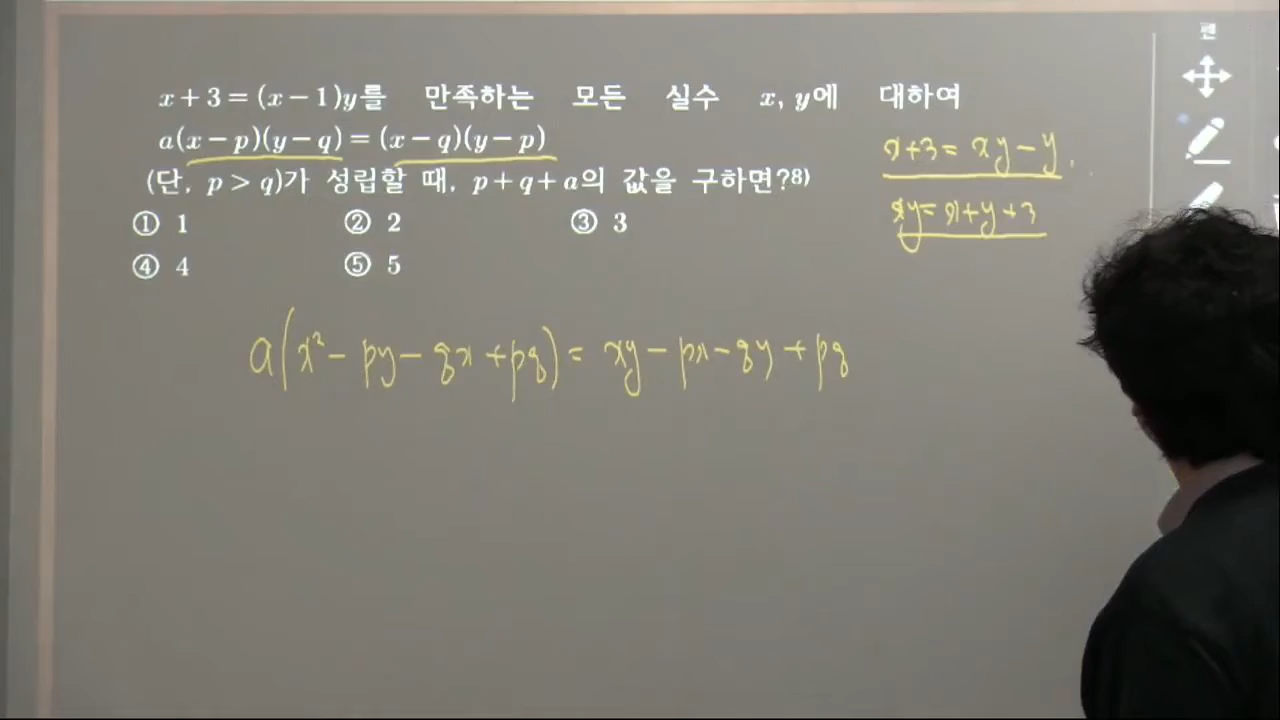 펜
x + 3 = (x − 1)y를 만족하는 모든 실수 x, y에 대하여
a(x − p)(y − q) = (x − q)(y − p)
(단, p > q)가 성립할 때, p + q + a의 값을 구하면?8)
① 1 ② 2 ③ 3
④ 4 ⑤ 5
x+3 = xy − y.
xy = x+y+3
a(x² − py − qx + pq) = xy − px − qy + pq